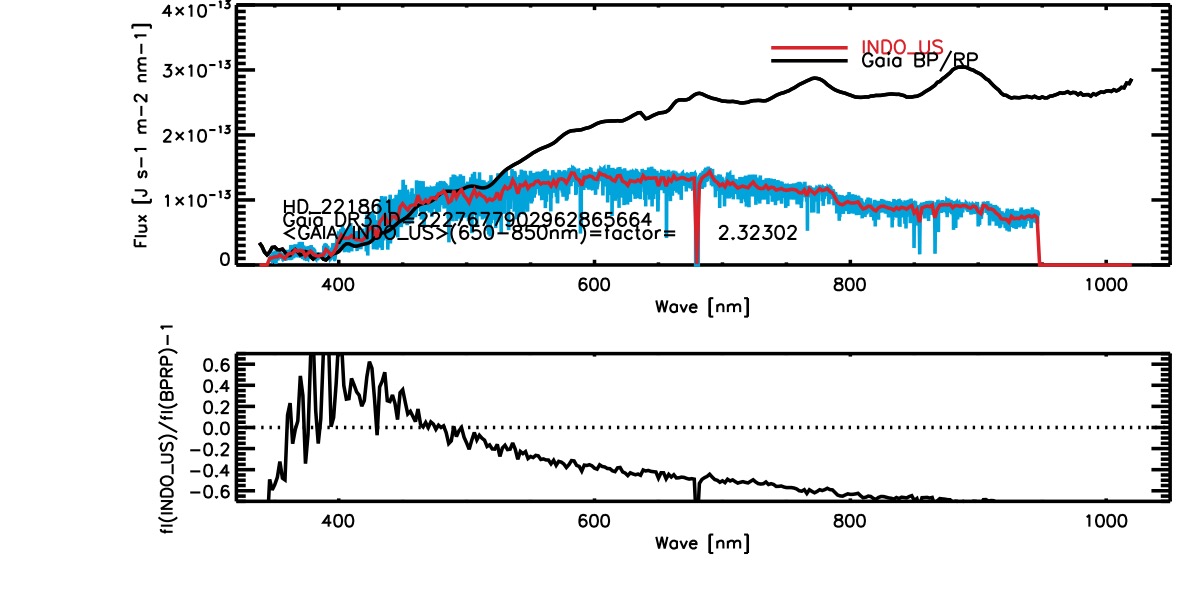 4×10⁻¹³
3×10⁻¹³
2×10⁻¹³
1×10⁻¹³
0
Flux [J s−1 m−2 nm−1]
INDO_US
Gaia BP/RP
HD_221861
Gaia DR3 ID=2227677902962865664
<GAIA/INDO_US>(650−850nm)=factor= 2.32302
400 600 800 1000
Wave [nm]
fl(INDO_US)/fl(BPRP)−1
0.6
0.4
0.2
0.0
−0.2
−0.4
−0.6
400 600 800 1000
Wave [nm]